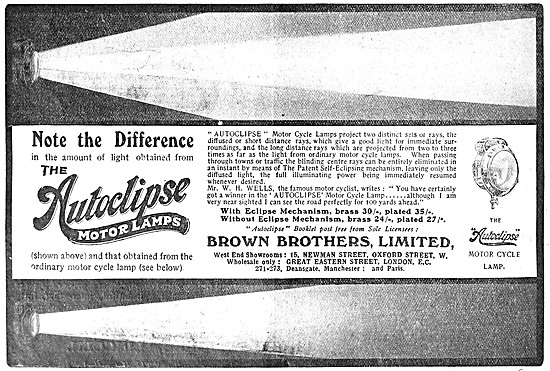 Note the Difference
in the amount of light obtained from
THE
Autoclipse
MOTOR LAMPS
(shown above) and that obtained from the
ordinary motor cycle lamp (see below).
"AUTOCLIPSE" Motor Cycle Lamps project two distinct sets of rays, the
diffused or short distance rays, which give a good light for immediate sur-
roundings, and the long distance rays which are projected from two to three
times as far as the light from ordinary motor cycle lamps. When passing
through towns or traffic the blinding centre rays can be entirely eliminated in
an instant by means of The Patent Self-Eclipsing mechanism, leaving only the
diffused light, the full illuminating power being immediately resumed
whenever desired.
Mr. W. H. WELLS, the famous motor cyclist, writes: "You have certainly
got a winner in the 'AUTOCLIPSE' Motor Cycle Lamp......although I am
very near sighted I can see the road perfectly for 100 yards ahead."
With Eclipse Mechanism, brass 30/-, plated 35/-.
Without Eclipse Mechanism, brass 24/-, plated 27/-.
"Autoclipse" Booklet post free from Sole Licensees:
BROWN BROTHERS, LIMITED,
West End Showrooms: 15, NEWMAN STREET, OXFORD STREET, W.
Wholesale only: GREAT EASTERN STREET, LONDON, E.C.
271-273, Deansgate, Manchester; and Paris.
THE
"Autoclipse"
MOTOR CYCLE
LAMP.